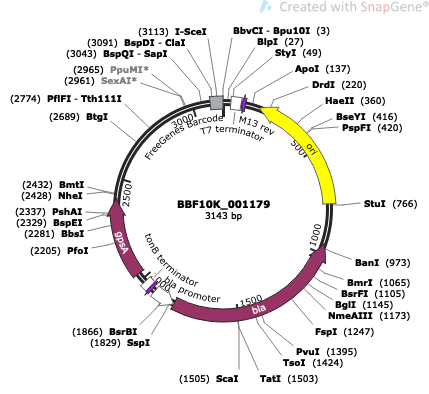 Created with SnapGene®
(3113) I-SceI
(3091) BspDI - ClaI
(3043) BspQI - SapI
(2965) PpuMI*
(2961) SexAI*
(2774) PflFI - Tth111I
(2689) BtgI
(2432) BmtI
(2428) NheI
(2337) PshAI
(2329) BspEI
(2281) BbsI
(2205) PfoI
(1866) BsrBI
(1829) SspI
(1505) ScaI
BbvCI - Bpu10I (3)
BlpI (27)
StyI (49)
ApoI (137)
DrdI (220)
HaeII (360)
BseYI (416)
PspFI (420)
StuI (766)
BanI (973)
BmrI (1065)
BsrFI (1105)
BglI (1145)
NmeAIII (1173)
FspI (1247)
PvuI (1395)
TsoI (1424)
TatI (1503)
FreeGenes Barcode
T7 terminator
M13 rev
ori
500
1000
1500
2500
3000
bla
bla promoter
tonB terminator
gpsA
BBF10K_001179
3143 bp